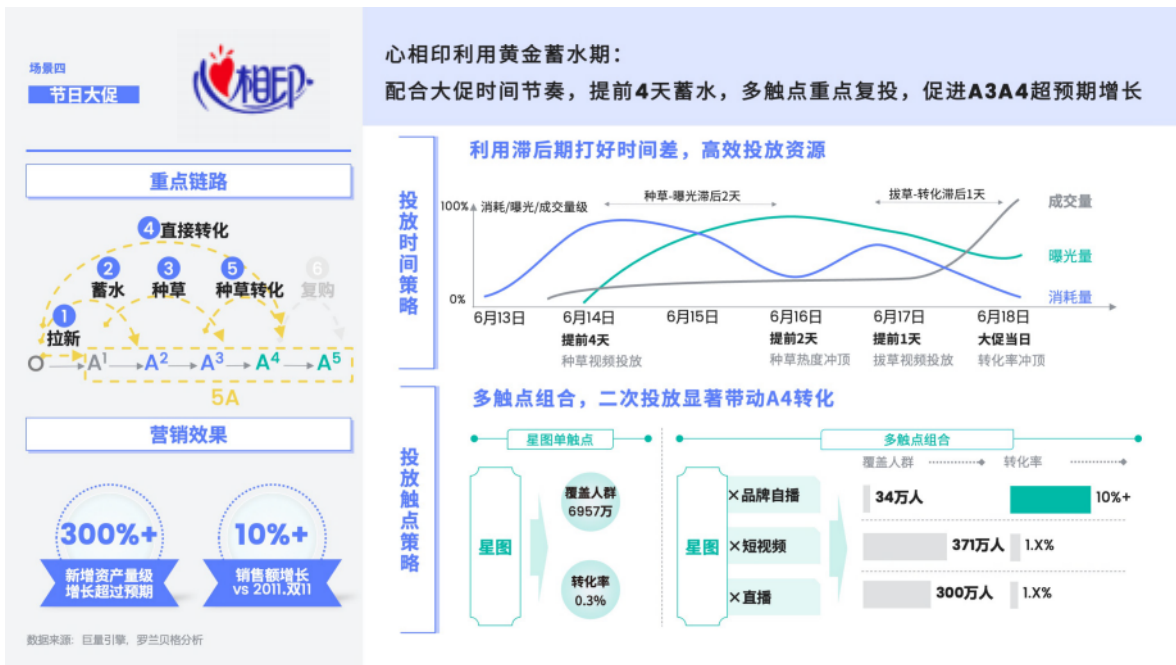 场景四
节日大促
心相印
心相印利用黄金蓄水期：
配合大促时间节奏，提前4天蓄水，多触点重点复投，促进A3A4超预期增长
重点链路
4 直接转化
2 3 5 6
蓄水 种草 种草转化 复购
1
拉新
O A1 A2 A3 A4 A5
5A
营销效果
300%+
新增资产量级
增长超过预期
10%+
销售额增长
vs 2011.双11
数据来源：巨量引擎、罗兰贝格分析
投放时间策略
利用滞后期打好时间差，高效投放资源
100% 消耗/曝光/成交量级
种草-曝光滞后2天
拔草-转化滞后1天
成交量
曝光量
消耗量
0%
6月13日 6月14日 6月15日 6月16日 6月17日 6月18日
提前4天 提前2天 提前1天 大促当日
种草视频投放 种草热度冲顶 拔草视频投放 转化率冲顶
投放触点策略
多触点组合，二次投放显著带动A4转化
星图单触点
星图
覆盖人群
6957万
转化率
0.3%
多触点组合
覆盖人群 转化率
星图
×品牌自播 34万人 10%+
×短视频 371万人 1.X%
×直播 300万人 1.X%